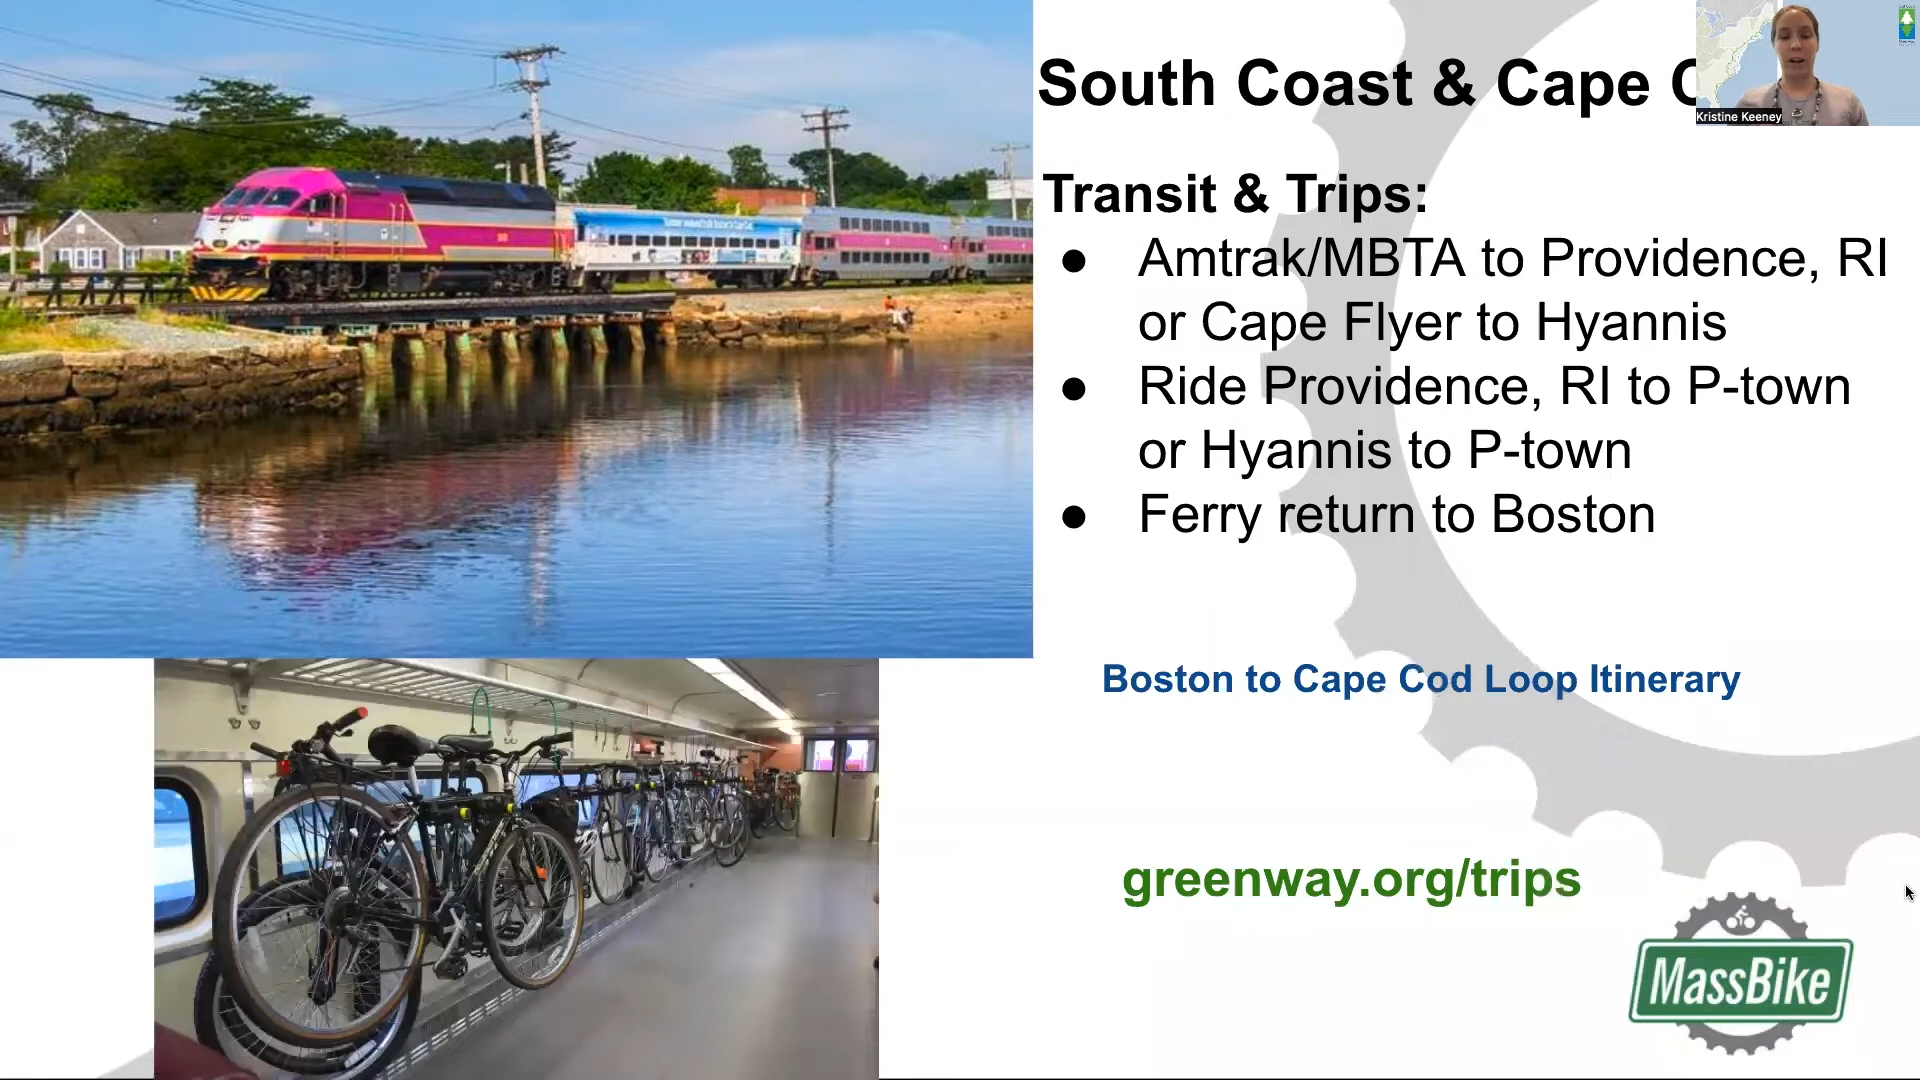 South Coast & Cape C
Kristine Keeney
Transit & Trips:
● Amtrak/MBTA to Providence, RI
or Cape Flyer to Hyannis
● Ride Providence, RI to P-town
or Hyannis to P-town
● Ferry return to Boston
Boston to Cape Cod Loop Itinerary
greenway.org/trips
MassBike